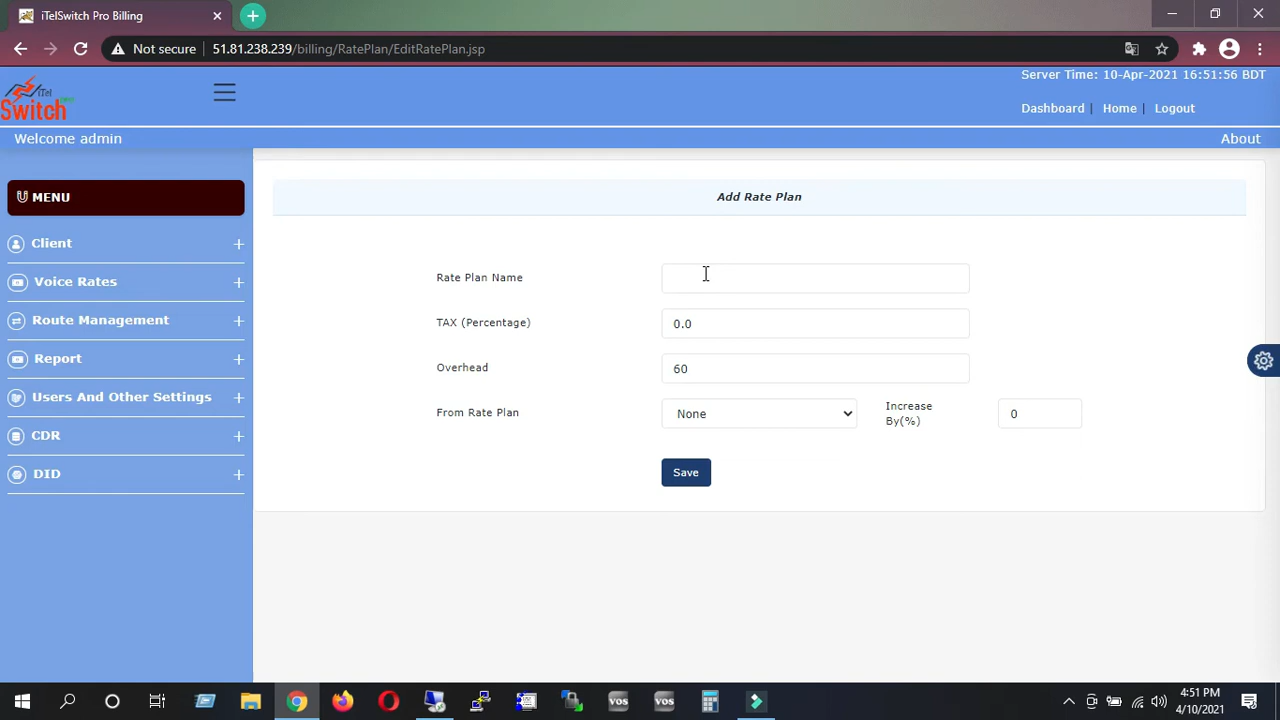 iTelSwitch Pro Billing
Not secure 51.81.238.239/billing/RatePlan/EditRatePlan.jsp
iTel
Switch
Server Time: 10-Apr-2021 16:51:56 BDT
Dashboard | Home | Logout
Welcome admin
About
MENU
Client
Voice Rates
Route Management
Report
Users And Other Settings
CDR
DID
Add Rate Plan
Rate Plan Name
TAX (Percentage) 0.0
Overhead 60
From Rate Plan None Increase By(%) 0
Save
VOS
VOS
4:51 PM
4/10/2021